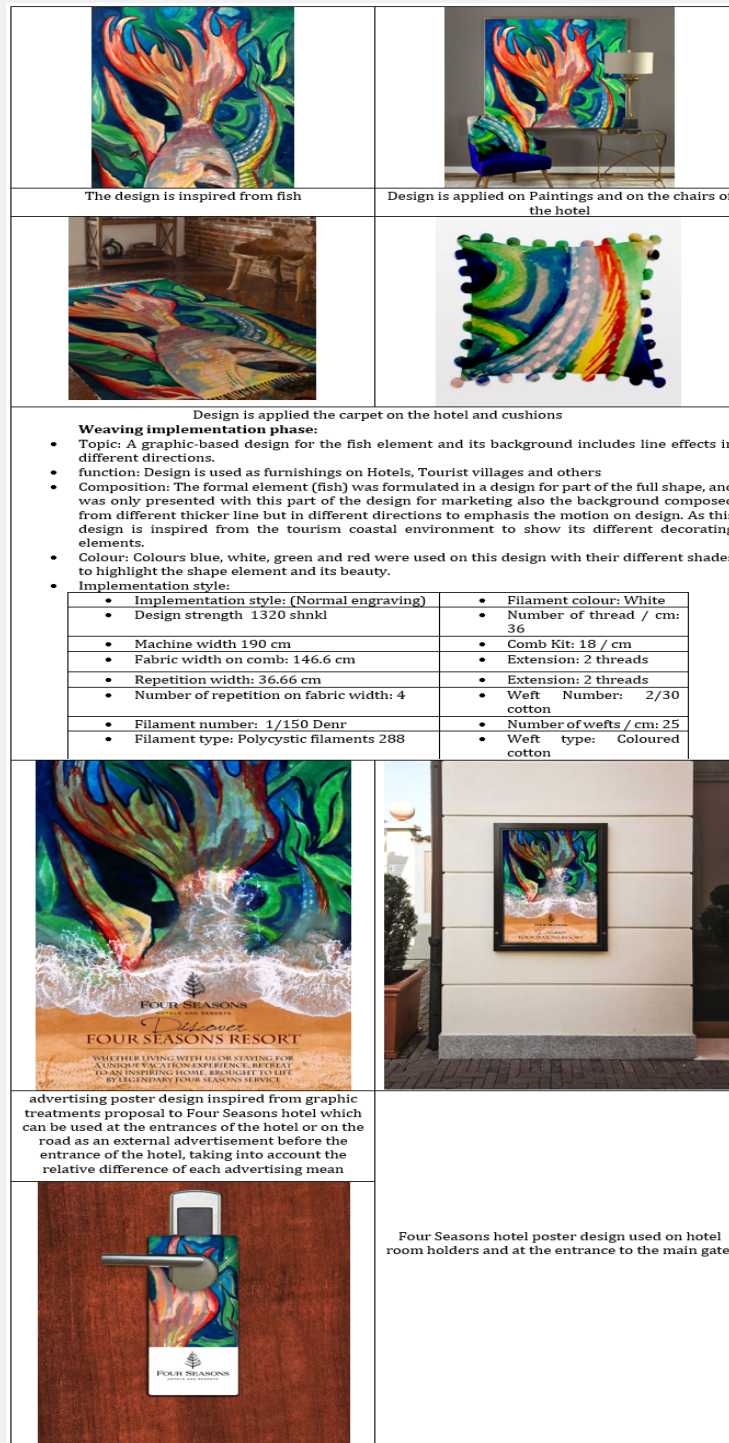 The design is inspired from fish
Design is applied on Paintings and on the chairs of
the hotel
Design is applied the carpet on the hotel and cushions
Weaving implementation phase:
• Topic: A graphic-based design for the fish element and its background includes line effects in
different directions.
• function: Design is used as furnishings on Hotels, Tourist villages and others
• Composition: The formal element (fish) was formulated in a design for part of the full shape, and
was only presented with this part of the design for marketing also the background composed
from different thicker line but in different directions to emphasis the motion on design. As this
design is inspired from the tourism coastal environment to show its different decorating
elements.
• Colour: Colours blue, white, green and red were used on this design with their different shades
to highlight the shape element and its beauty.
• Implementation style:
• Implementation style: (Normal engraving)
• Filament colour: White
• Design strength 1320 shnkl
• Number of thread / cm:
36
• Machine width 190 cm
• Comb Kit: 18 / cm
• Fabric width on comb: 146.6 cm
• Extension: 2 threads
• Repetition width: 36.66 cm
• Extension: 2 threads
• Number of repetition on fabric width: 4
• Weft Number: 2/30
cotton
• Filament number: 1/150 Denr
• Number of wefts / cm: 25
• Filament type: Polycystic filaments 288
• Weft type: Coloured
cotton
FOUR SEASONS
HOTELS AND RESORTS
Discover
FOUR SEASONS RESORT
WHETHER LIVING WITH US OR STAYING FOR
A UNIQUE VACATION EXPERIENCE, RETREAT
TO AN INSPIRING HOME, BROUGHT TO LIFE
BY LEGENDARY FOUR SEASONS SERVICE
Discover
FOUR SEASONS RESORT
advertising poster design inspired from graphic
treatments proposal to Four Seasons hotel which
can be used at the entrances of the hotel or on the
road as an external advertisement before the
entrance of the hotel, taking into account the
relative difference of each advertising mean
FOUR SEASONS
HOTELS AND RESORTS
Four Seasons hotel poster design used on hotel
room holders and at the entrance to the main gate